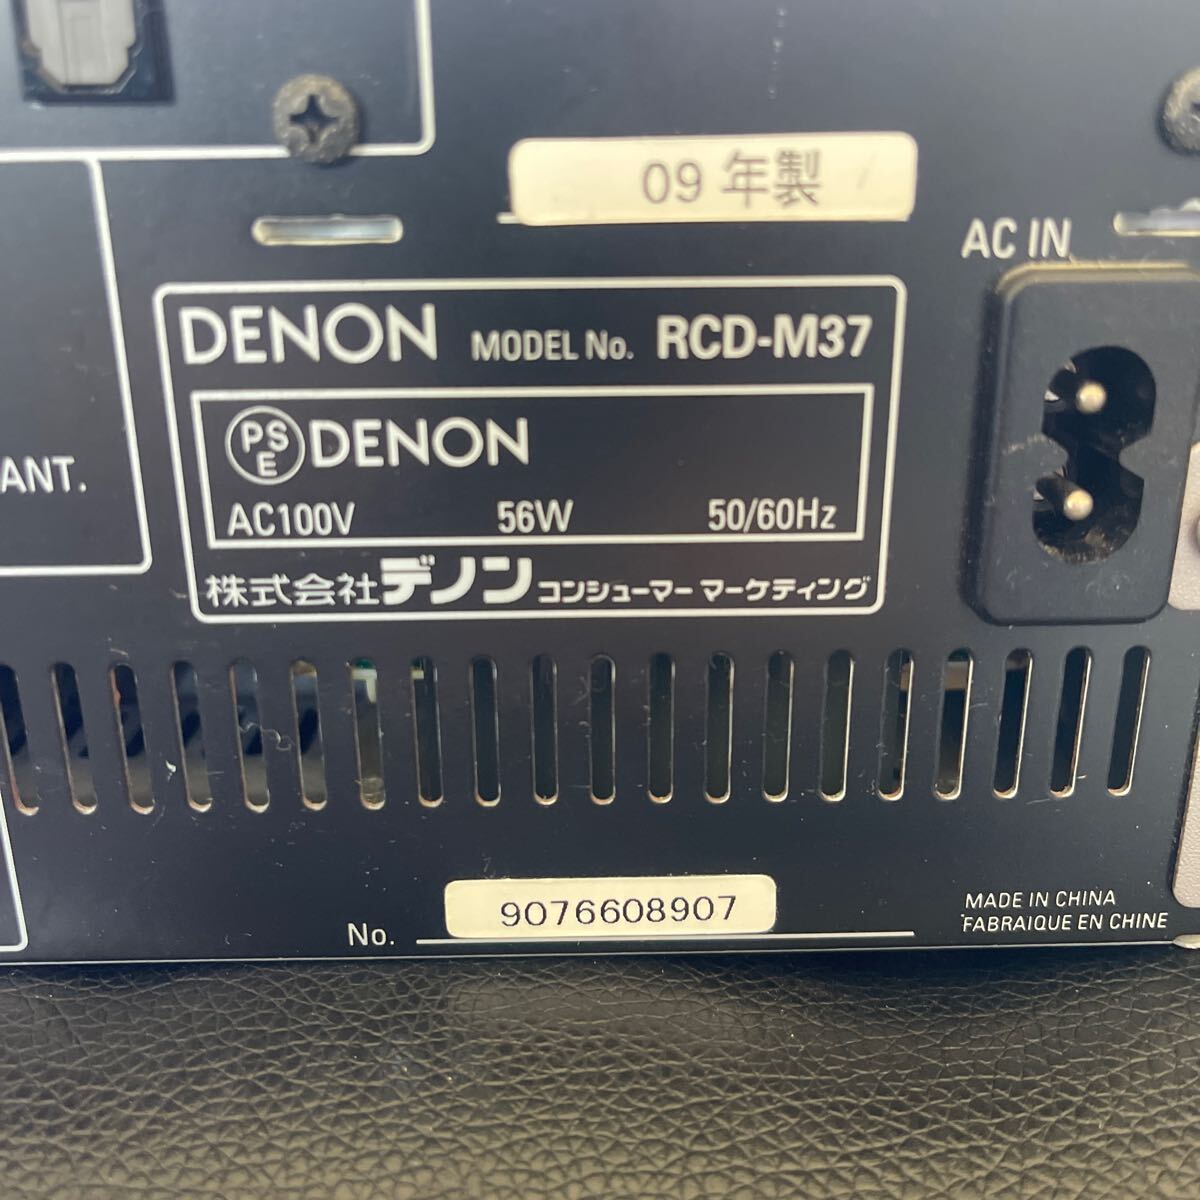 09 年製
AC IN
DENON MODEL No. RCD-M37
PSE DENON
ANT.
AC100V 56W 50/60Hz
株式会社デノン コンシューマー マーケティング
No. 9076608907
MADE IN CHINA
FABRAIQUE EN CHINE